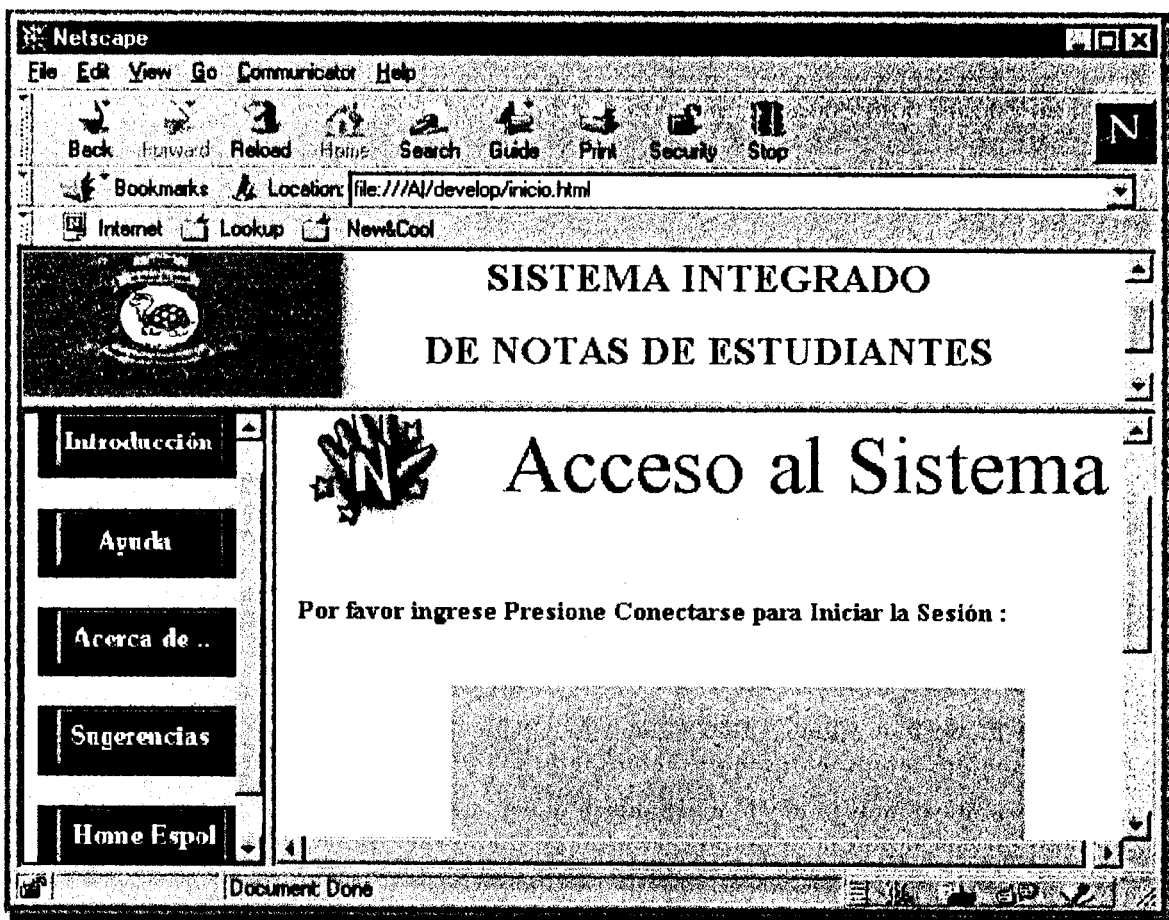 Netscape
File Edit View Go Communicator Help
Back Forward Reload Home Search Guide Print Security Stop
N
Bookmarks Location: file:///A|/develop/inicio.html
Internet Lookup New&Cool
SISTEMA INTEGRADO
DE NOTAS DE ESTUDIANTES
Introducción
Ayuda
Acerca de ..
Sugerencias
Home Espol
N
Acceso al Sistema
Por favor ingrese Presione Conectarse para Iniciar la Sesión :
Document: Done